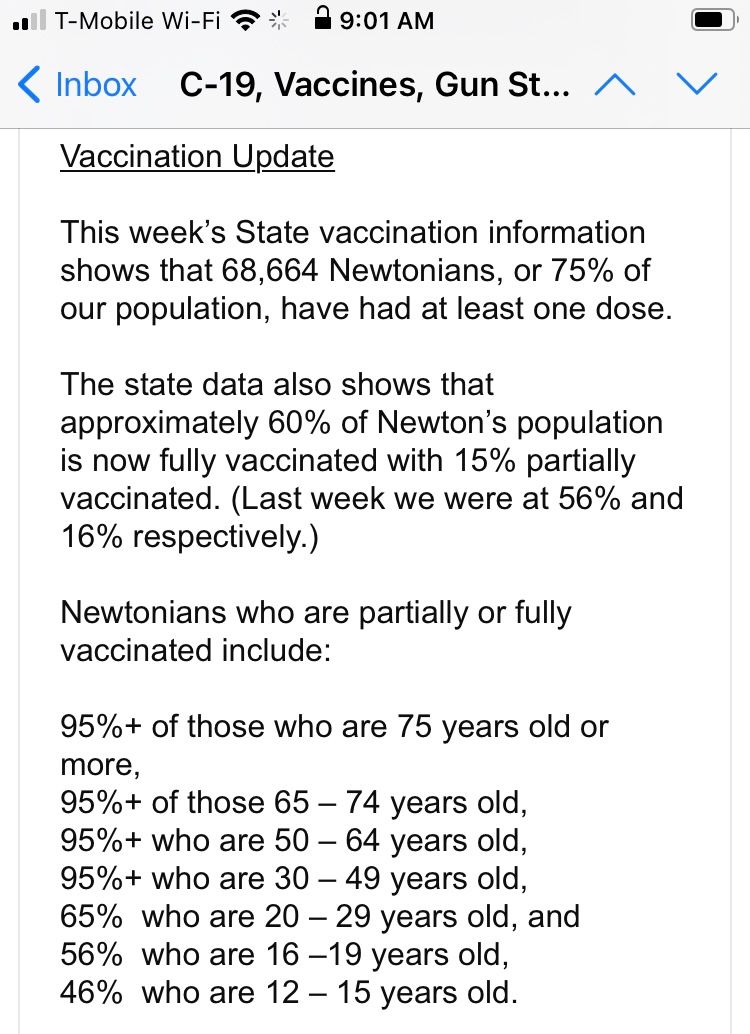 T-Mobile Wi-Fi 9:01 AM
Inbox C-19, Vaccines, Gun St...
Vaccination Update
This week’s State vaccination information
shows that 68,664 Newtonians, or 75% of
our population, have had at least one dose.
The state data also shows that
approximately 60% of Newton’s population
is now fully vaccinated with 15% partially
vaccinated. (Last week we were at 56% and
16% respectively.)
Newtonians who are partially or fully
vaccinated include:
95%+ of those who are 75 years old or
more,
95%+ of those 65 – 74 years old,
95%+ who are 50 – 64 years old,
95%+ who are 30 – 49 years old,
65%  who are 20 – 29 years old, and
56%  who are 16 –19 years old,
46%  who are 12 – 15 years old.